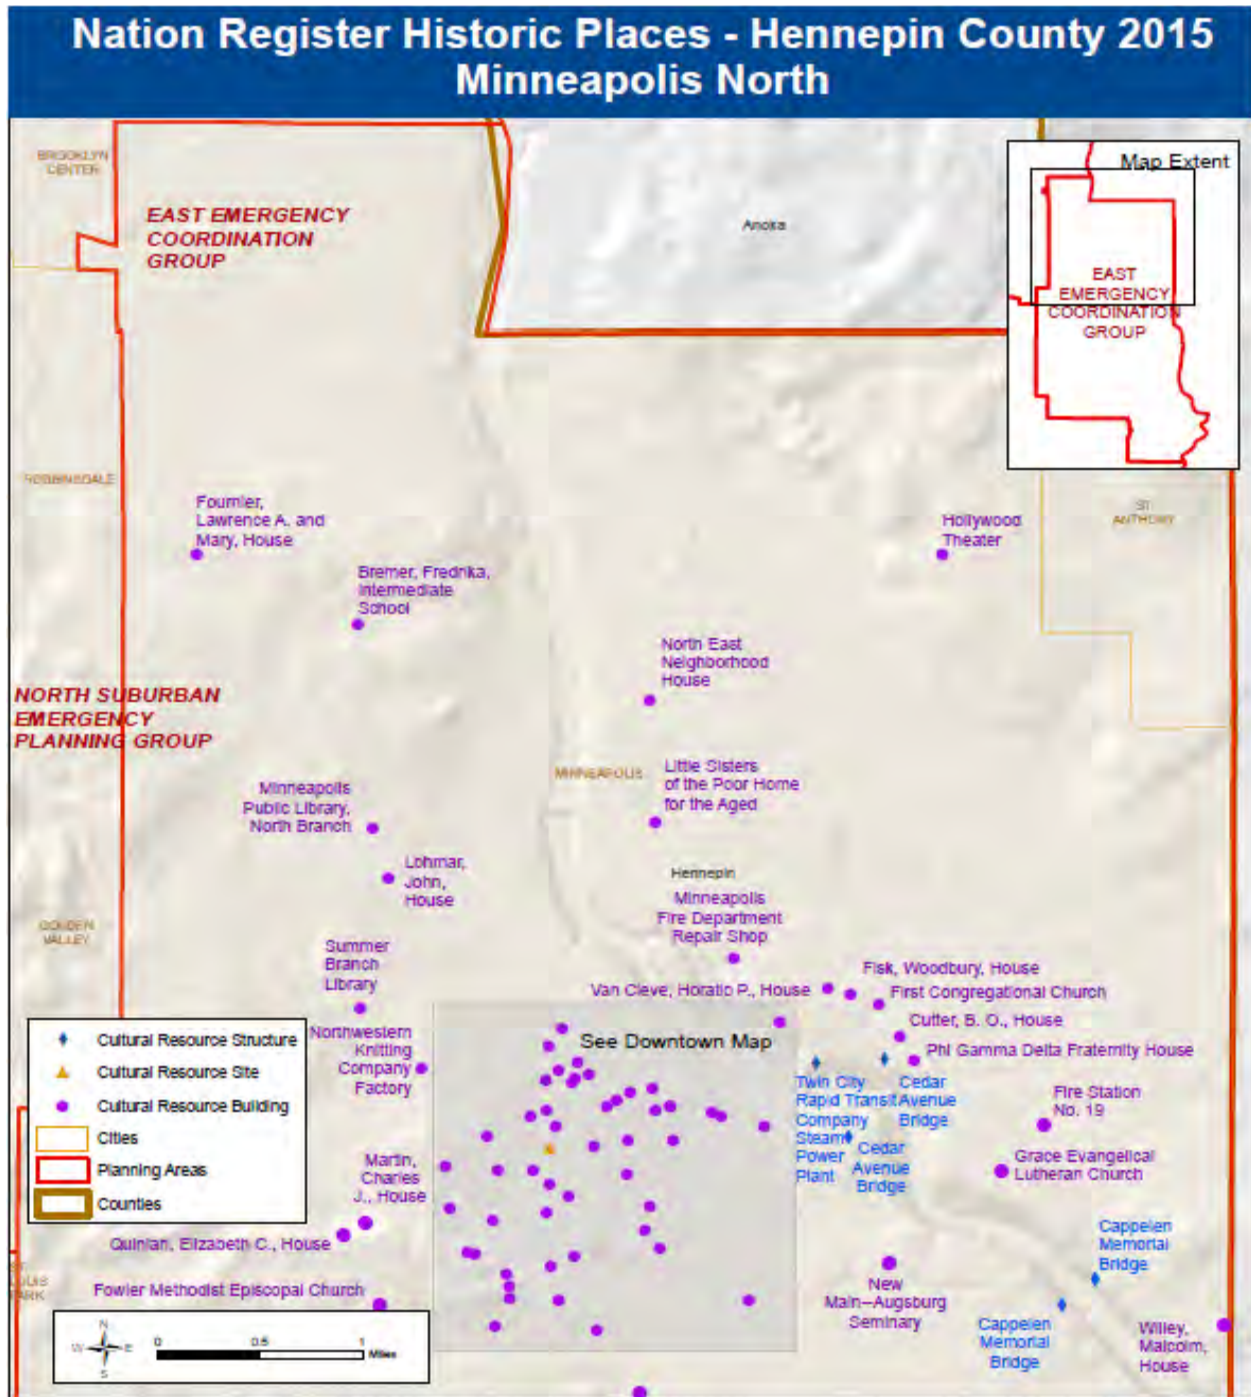 Nation Register Historic Places - Hennepin County 2015
Minneapolis North
BROOKLYN
CENTER
EAST EMERGENCY
COORDINATION
GROUP
Anoka
Map Extent
EAST
EMERGENCY
COORDINATION
GROUP
ROBBINSDALE
ST
ANTHONY
Fournier,
Lawrence A. and
Mary, House
Hollywood
Theater
Bremer, Fredrika,
Intermediate
School
North East
Neighborhood
House
NORTH SUBURBAN
EMERGENCY
PLANNING GROUP
MINNEAPOLIS
Little Sisters
of the Poor Home
for the Aged
Minneapolis
Public Library,
North Branch
Lohmar,
John,
House
Hennepin
Minneapolis
Fire Department
Repair Shop
GOLDEN
VALLEY
Summer
Branch
Library
Fisk, Woodbury, House
Van Cleve, Horatio P., House
First Congregational Church
Cutter, B. O., House
Phi Gamma Delta Fraternity House
See Downtown Map
Northwestern
Knitting
Company
Factory
Twin City
Rapid Transit
Company
Steam
Power
Plant
Cedar
Avenue
Bridge
Cedar
Avenue
Bridge
Fire Station
No. 19
Grace Evangelical
Lutheran Church
Cultural Resource Structure
Cultural Resource Site
Cultural Resource Building
Cities
Planning Areas
Counties
Martin,
Charles
J., House
Quinlan, Elizabeth C., House
Fowler Methodist Episcopal Church
ST
LOUIS
PARK
New
Main-Augsburg
Seminary
Cappelen
Memorial
Bridge
Cappelen
Memorial
Bridge
Willey,
Malcolm,
House
N
W E
S
0 0.5 1
Miles